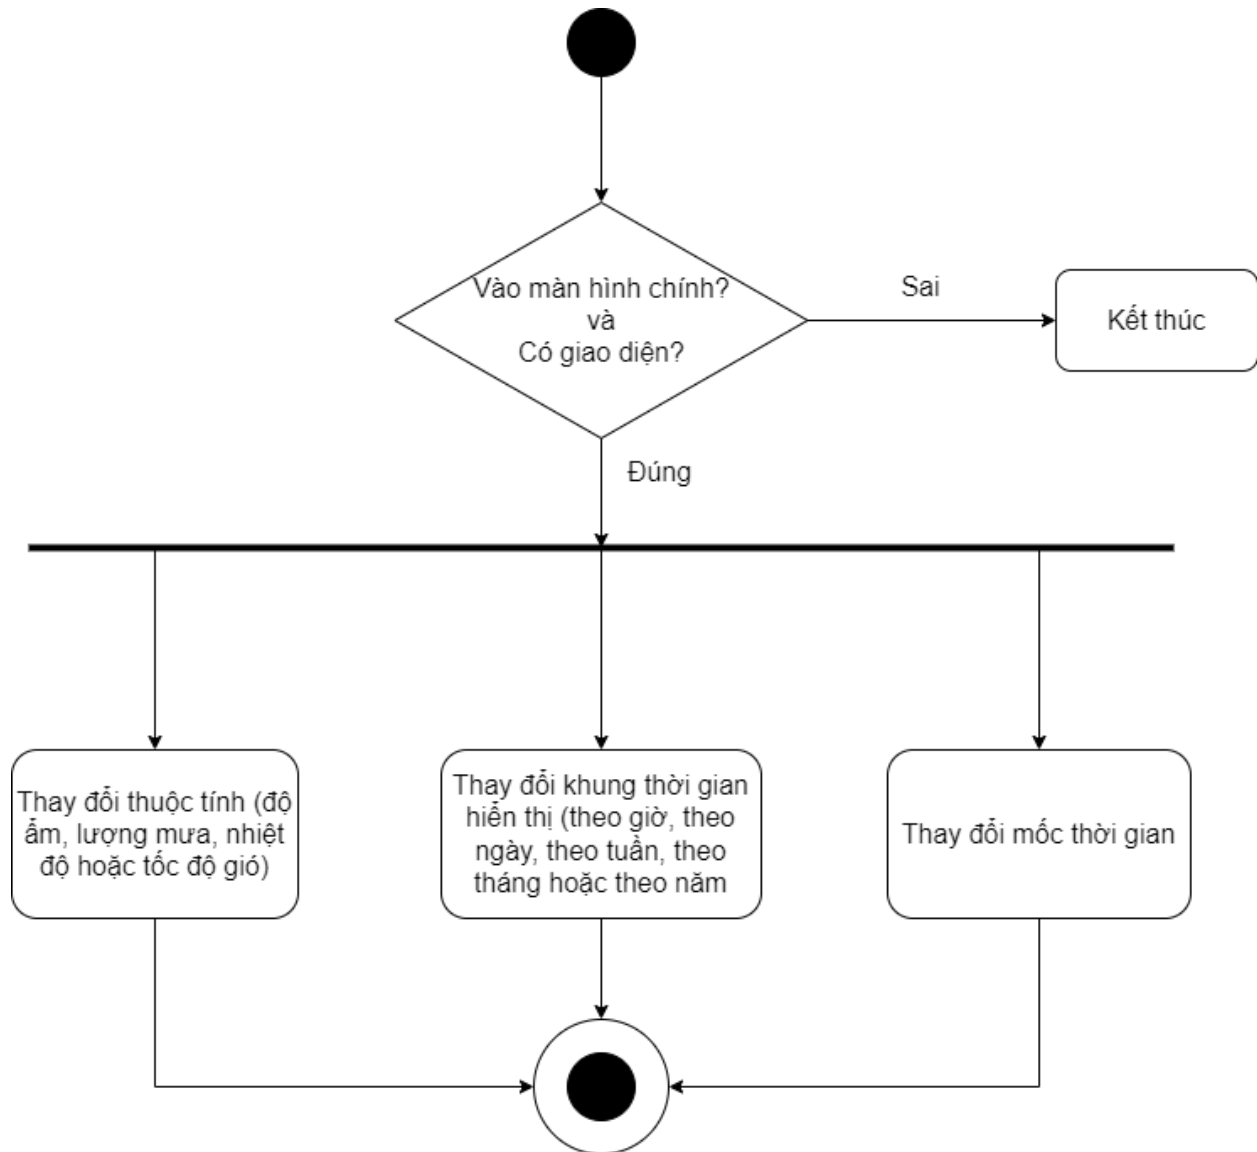 Vào màn hình chính?
và
Có giao diện?
Sai
Kết thúc
Đúng
Thay đổi thuộc tính (độ
ẩm, lượng mưa, nhiệt
độ hoặc tốc độ gió)
Thay đổi khung thời gian
hiển thị (theo giờ, theo
ngày, theo tuần, theo
tháng hoặc theo năm
Thay đổi mốc thời gian